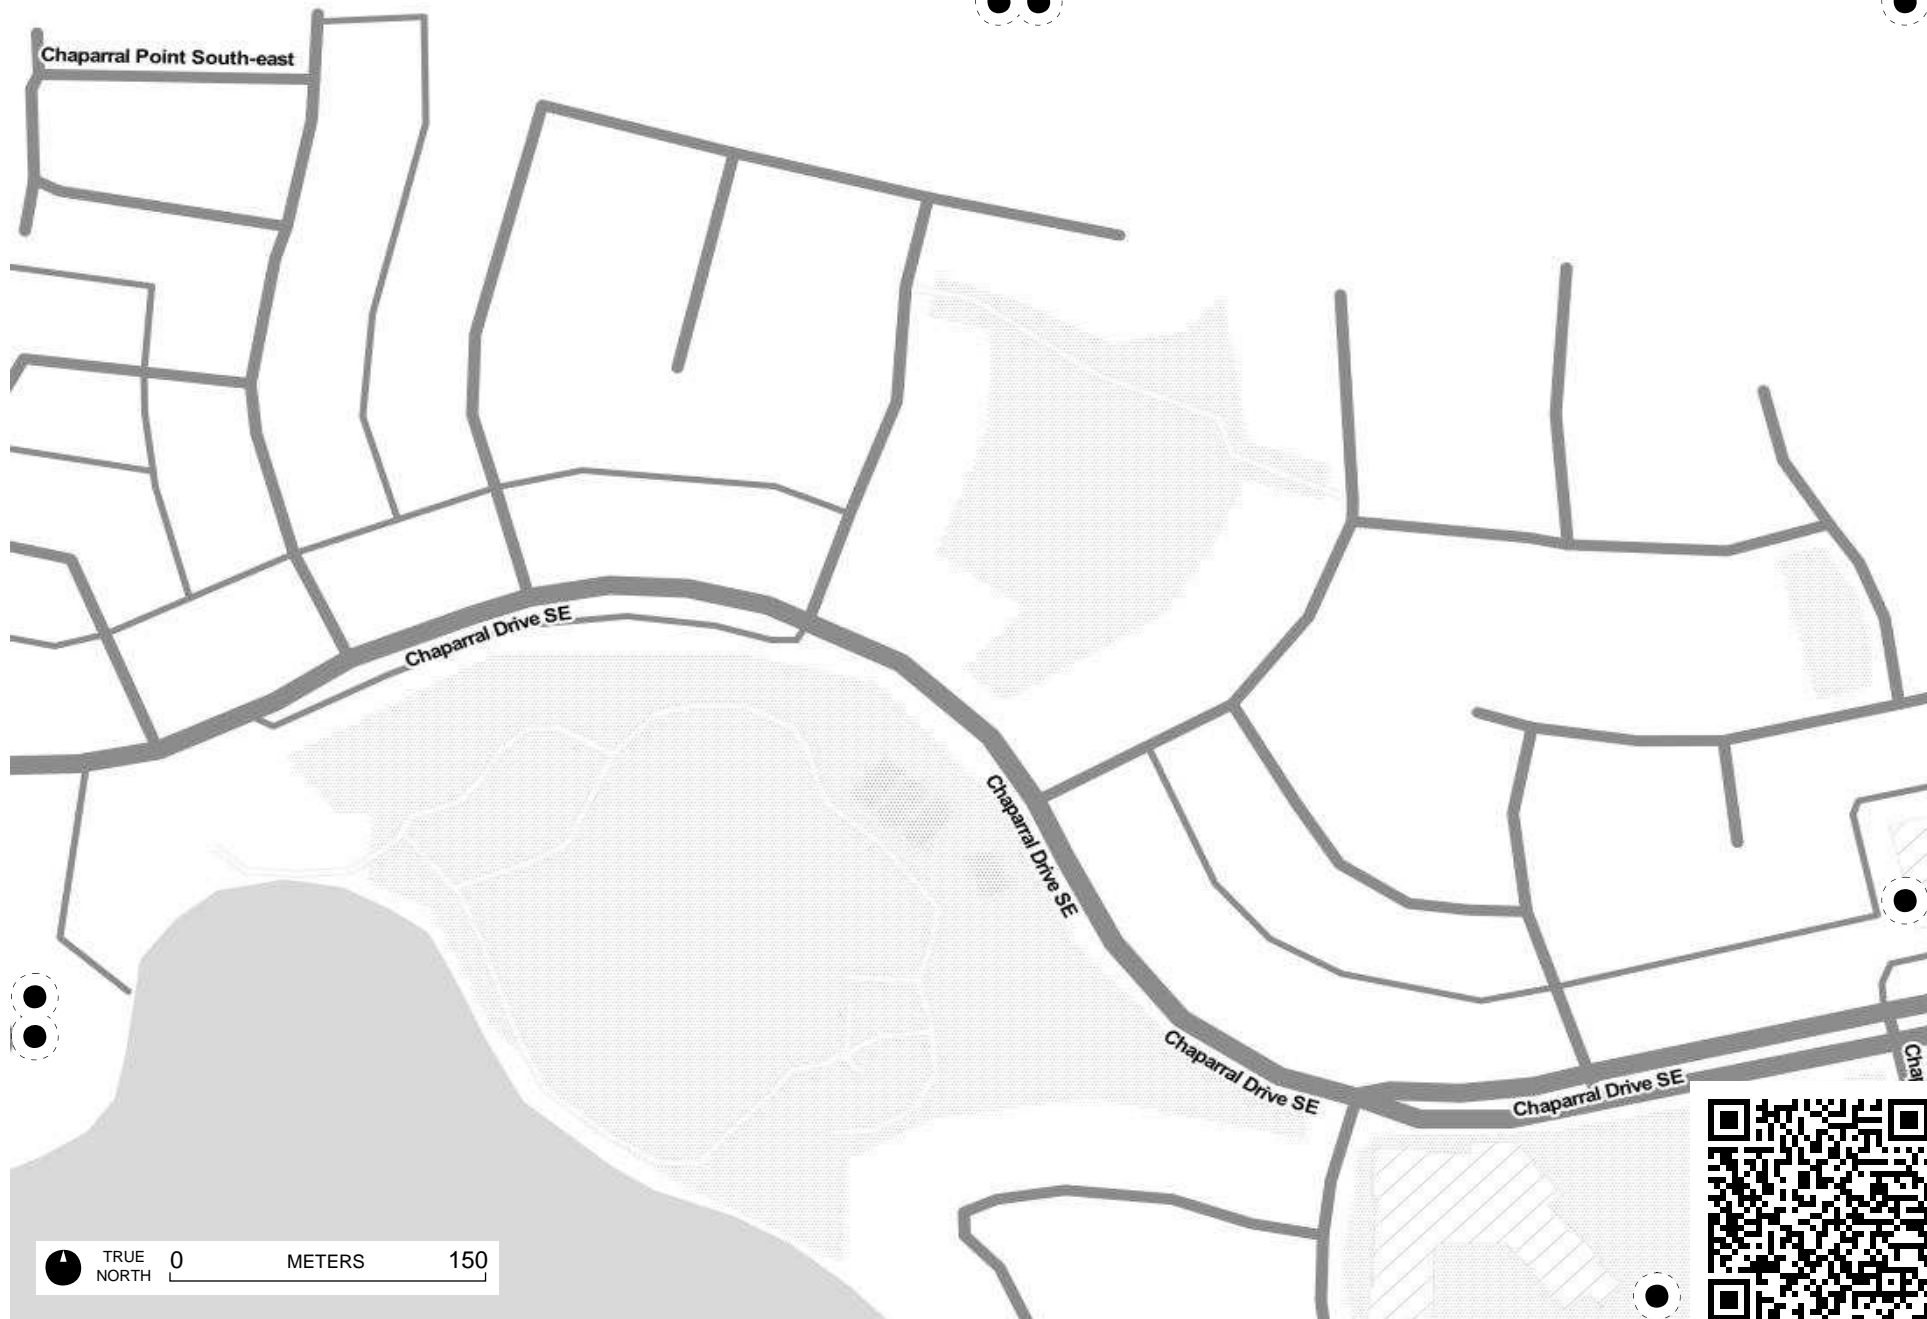 Chaparral Point South-east
Chaparral Drive SE
Chaparral Drive SE
Chaparral Drive SE
Chaparral Drive SE
TRUE
NORTH
0 METERS 150